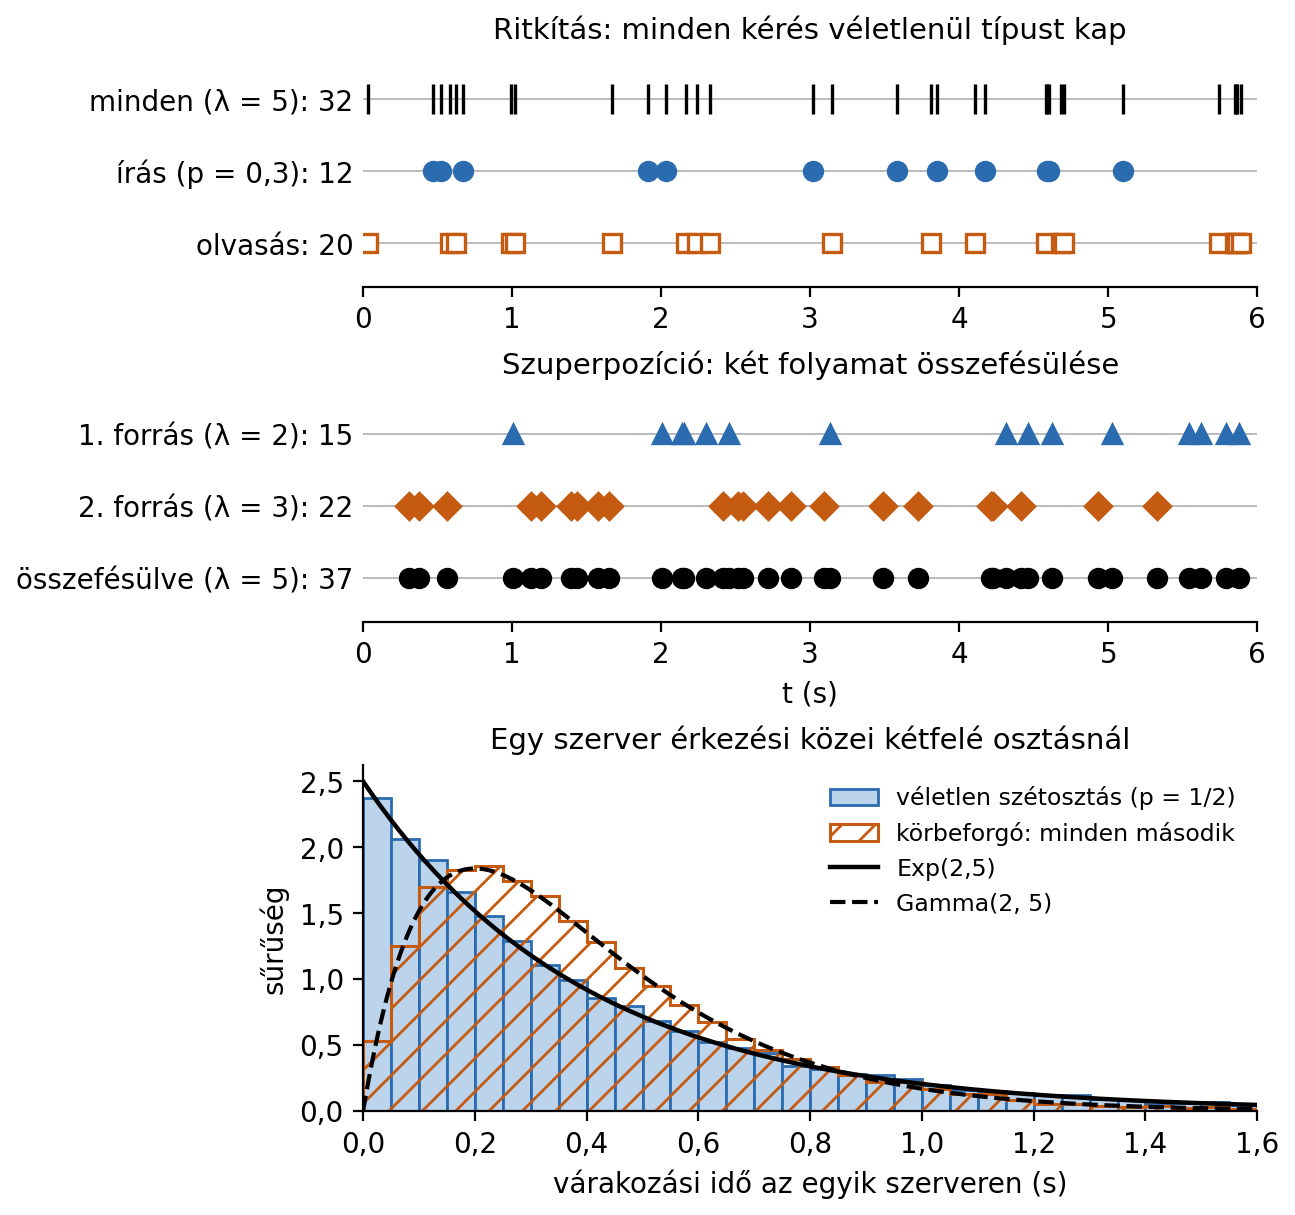 Ritkítás: minden kérés véletlenül típust kap
minden (λ = 5): 32
írás (p = 0,3): 12
olvasás: 20
0 1 2 3 4 5 6
Szuperpozíció: két folyamat összefésülése
1. forrás (λ = 2): 15
2. forrás (λ = 3): 22
összefésülve (λ = 5): 37
0 1 2 3 4 5 6
t (s)
Egy szerver érkezési közei kétfelé osztásnál
2,5
2,0
1,5
1,0
0,5
0,0
sűrűség
véletlen szétosztás (p = 1/2)
körbeforgó: minden második
Exp(2,5)
Gamma(2, 5)
0,0 0,2 0,4 0,6 0,8 1,0 1,2 1,4 1,6
várakozási idő az egyik szerveren (s)